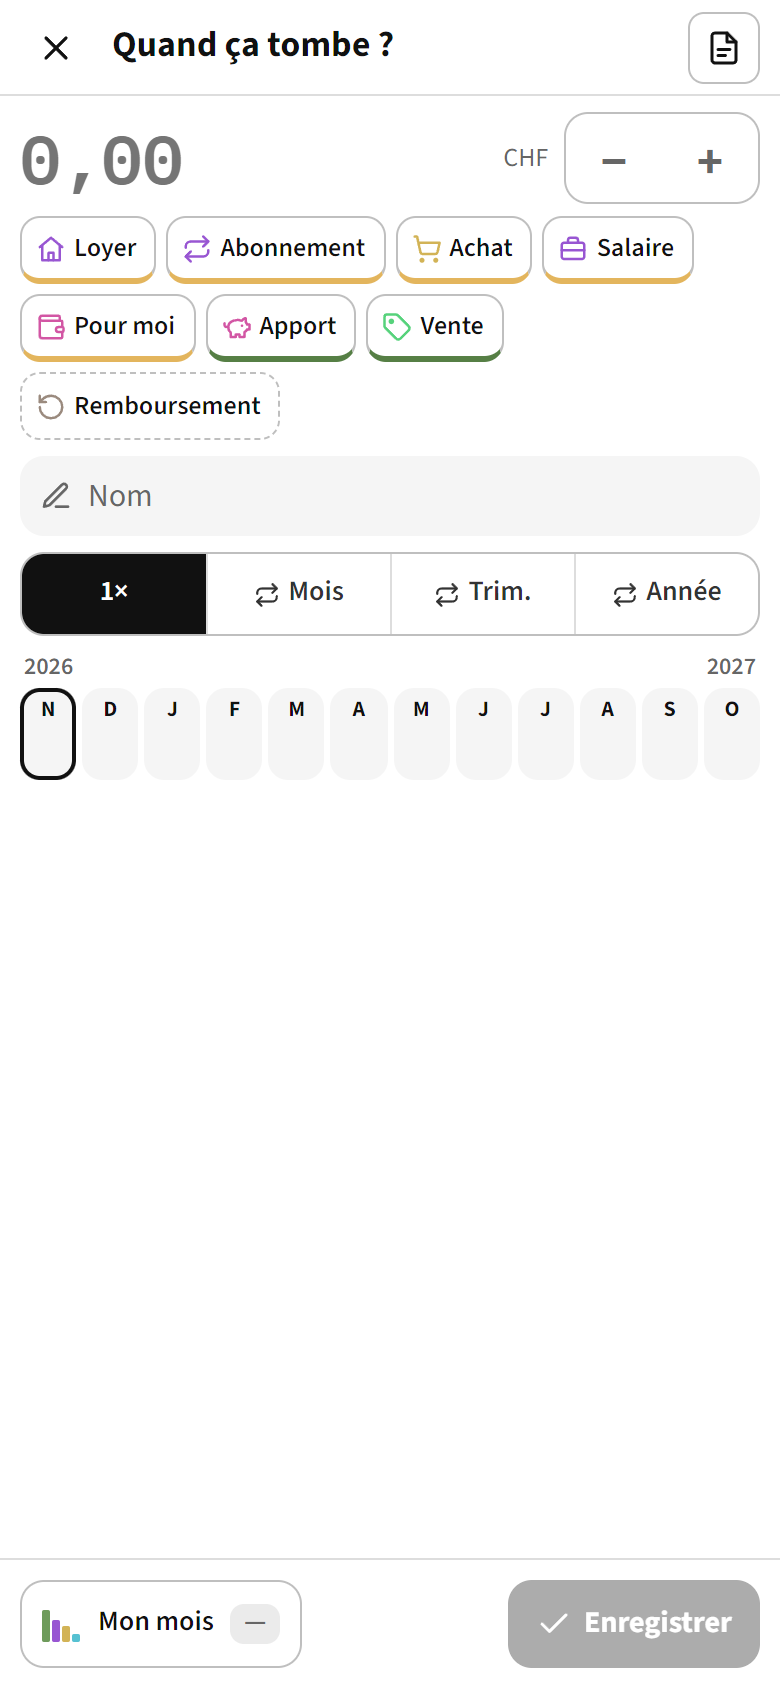 Quand ça tombe ?
0,00 CHF − +
Loyer Abonnement Achat Salaire
Pour moi Apport Vente
Remboursement
Nom
1× Mois Trim. Année
2026 2027
N D J F M A M J J A S O
Mon mois — Enregistrer